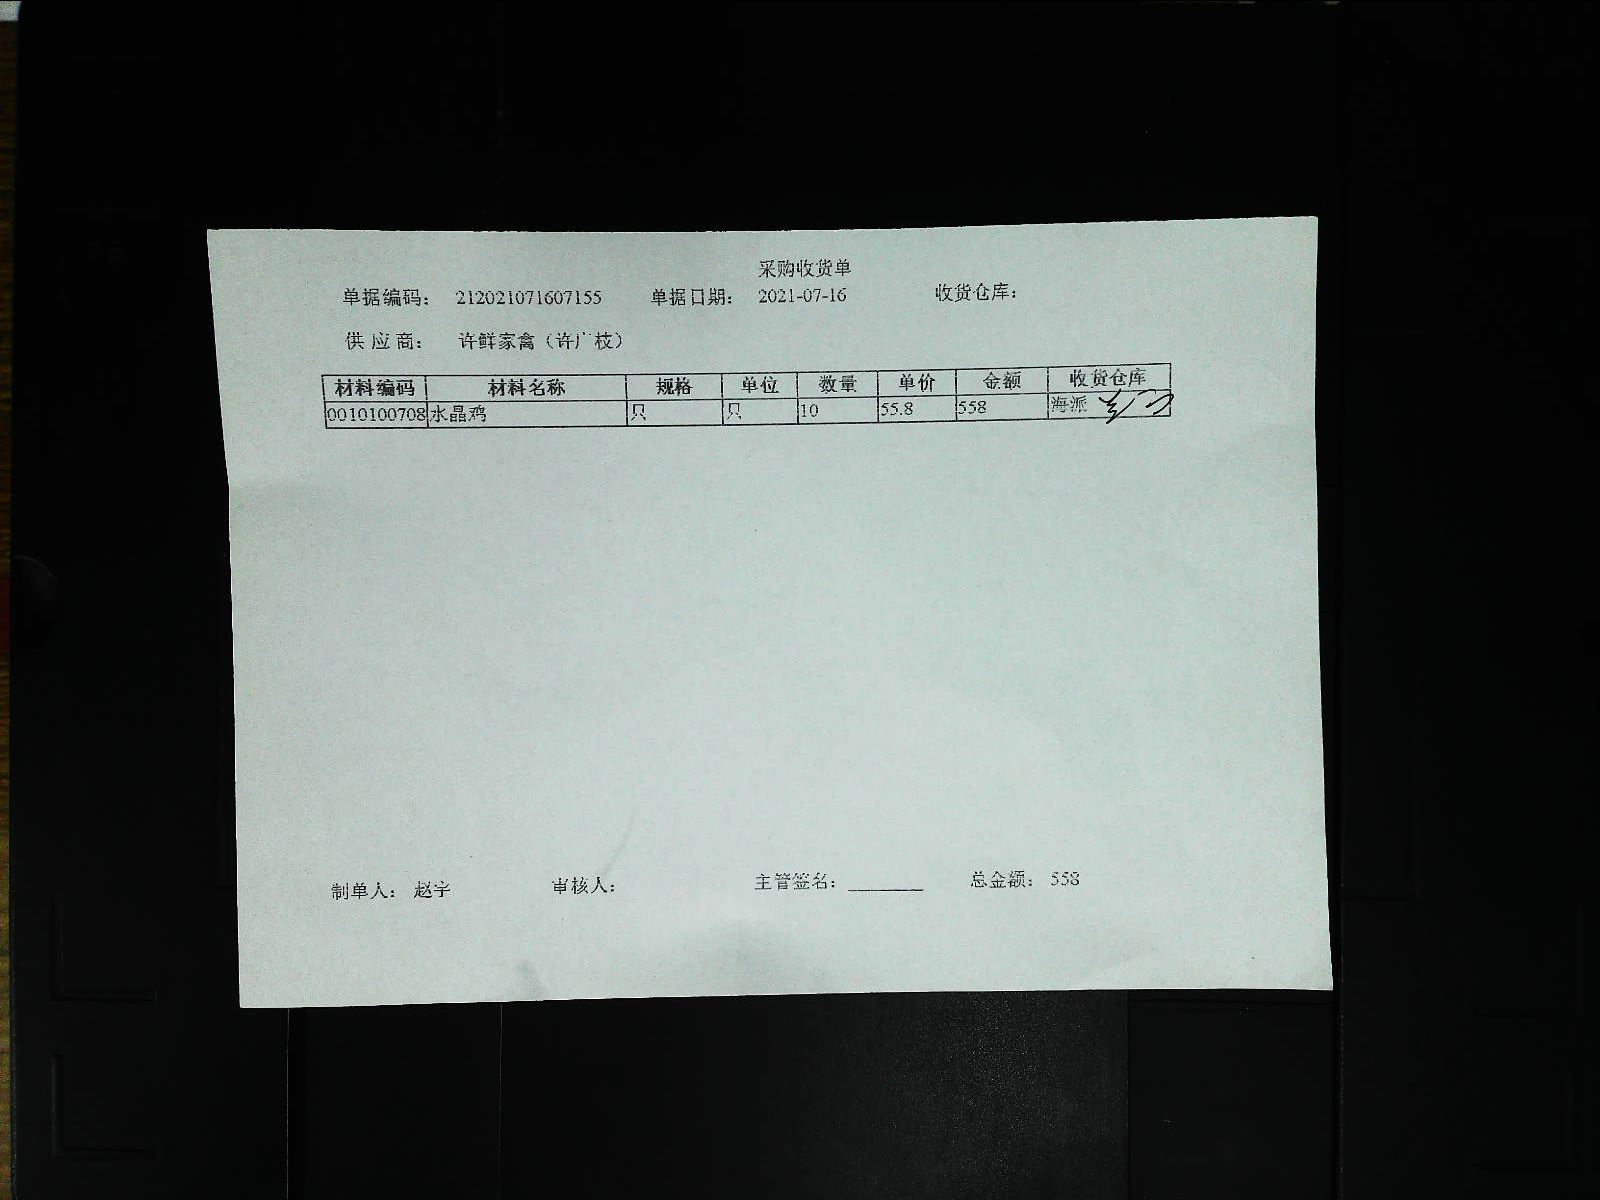 采购收货单
单据编码： 212021071607155 单据日期： 2021-07-16 收货仓库：
供应商： 许鲜家禽（许广枝）
材料编码 材料名称 规格 单位 数量 单价 金额 收货仓库
0010100708 水晶鸡 只 只 10 55.8 558 海派
制单人： 赵宇 审核人： 主管签名：________ 总金额： 558